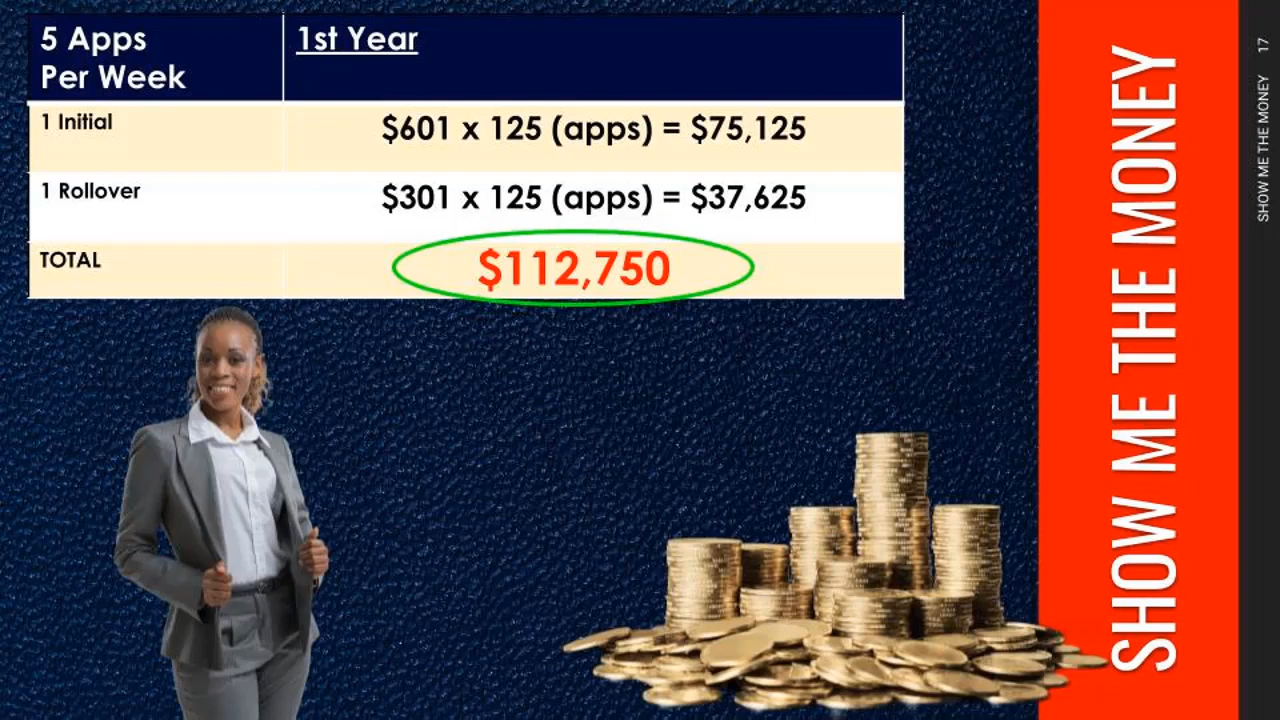 5 Apps
Per Week
1st Year
1 Initial
$601 x 125 (apps) = $75,125
1 Rollover
$301 x 125 (apps) = $37,625
TOTAL
$112,750
SHOW ME THE MONEY
SHOW ME THE MONEY 17